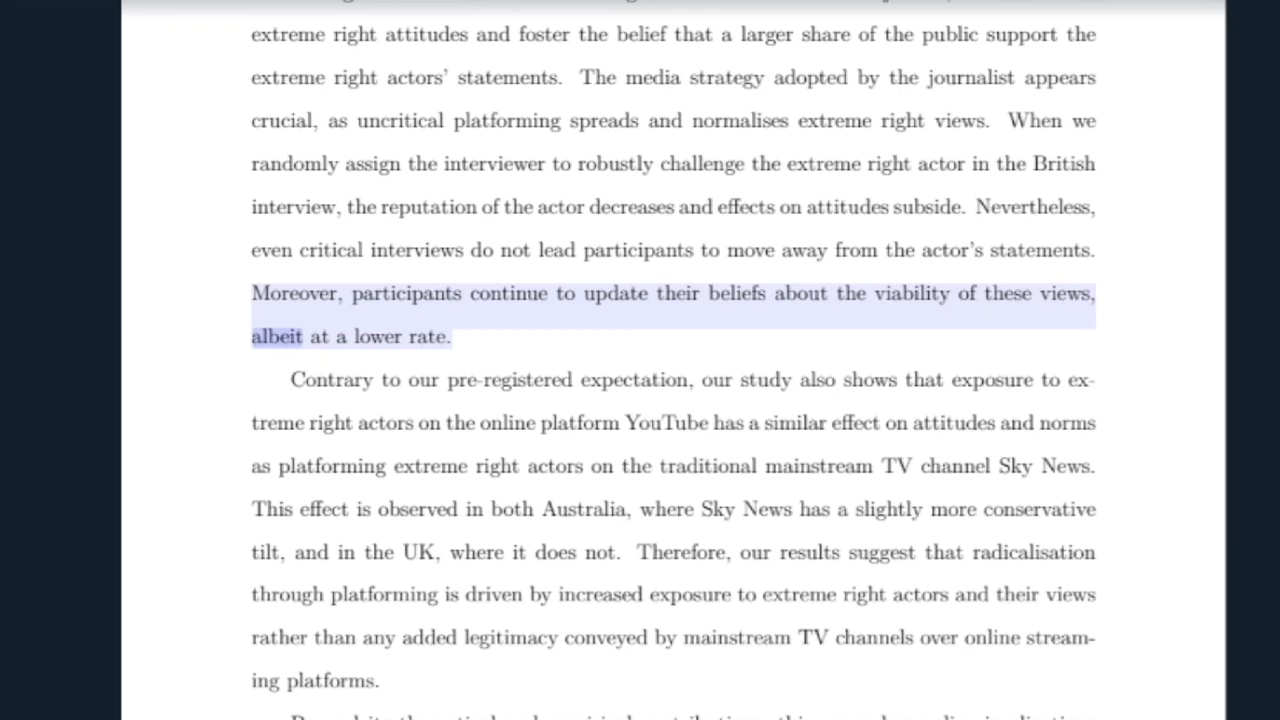 extreme right attitudes and foster the belief that a larger share of the public support the
extreme right actors' statements. The media strategy adopted by the journalist appears
crucial, as uncritical platforming spreads and normalises extreme right views. When we
randomly assign the interviewer to robustly challenge the extreme right actor in the British
interview, the reputation of the actor decreases and effects on attitudes subside. Nevertheless,
even critical interviews do not lead participants to move away from the actor's statements.
Moreover, participants continue to update their beliefs about the viability of these views,
albeit at a lower rate.
Contrary to our pre-registered expectation, our study also shows that exposure to ex-
treme right actors on the online platform YouTube has a similar effect on attitudes and norms
as platforming extreme right actors on the traditional mainstream TV channel Sky News.
This effect is observed in both Australia, where Sky News has a slightly more conservative
tilt, and in the UK, where it does not. Therefore, our results suggest that radicalisation
through platforming is driven by increased exposure to extreme right actors and their views
rather than any added legitimacy conveyed by mainstream TV channels over online stream-
ing platforms.